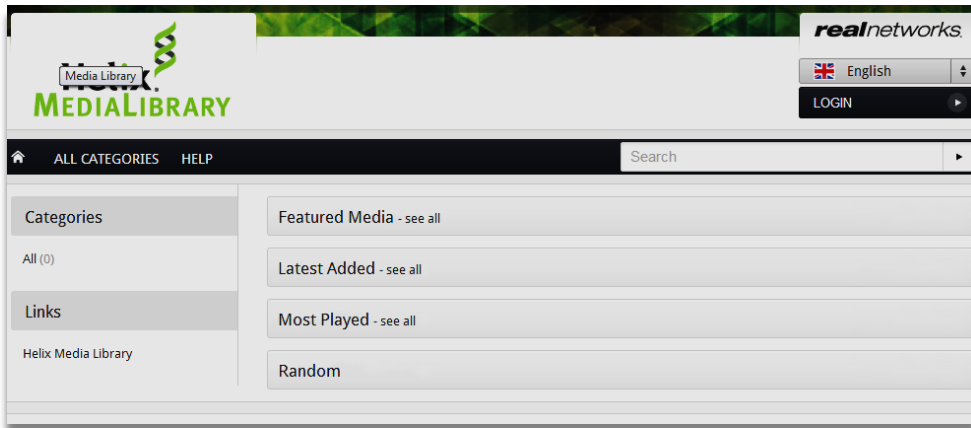 realnetworks.
Helix
Media Library
MEDIALIBRARY
English
LOGIN
ALL CATEGORIES HELP
Search
Categories
All (0)
Links
Helix Media Library
Featured Media - see all
Latest Added - see all
Most Played - see all
Random